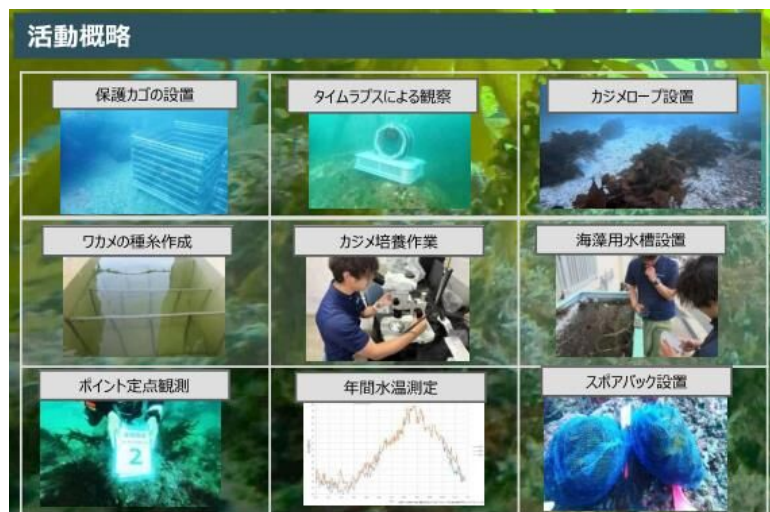 活動概略
保護カゴの設置
タイムラプスによる観察
カジメロープ設置
ワカメの種糸作成
カジメ培養作業
海藻用水槽設置
ポイント定点観測
年間水温測定
スポアバック設置
2